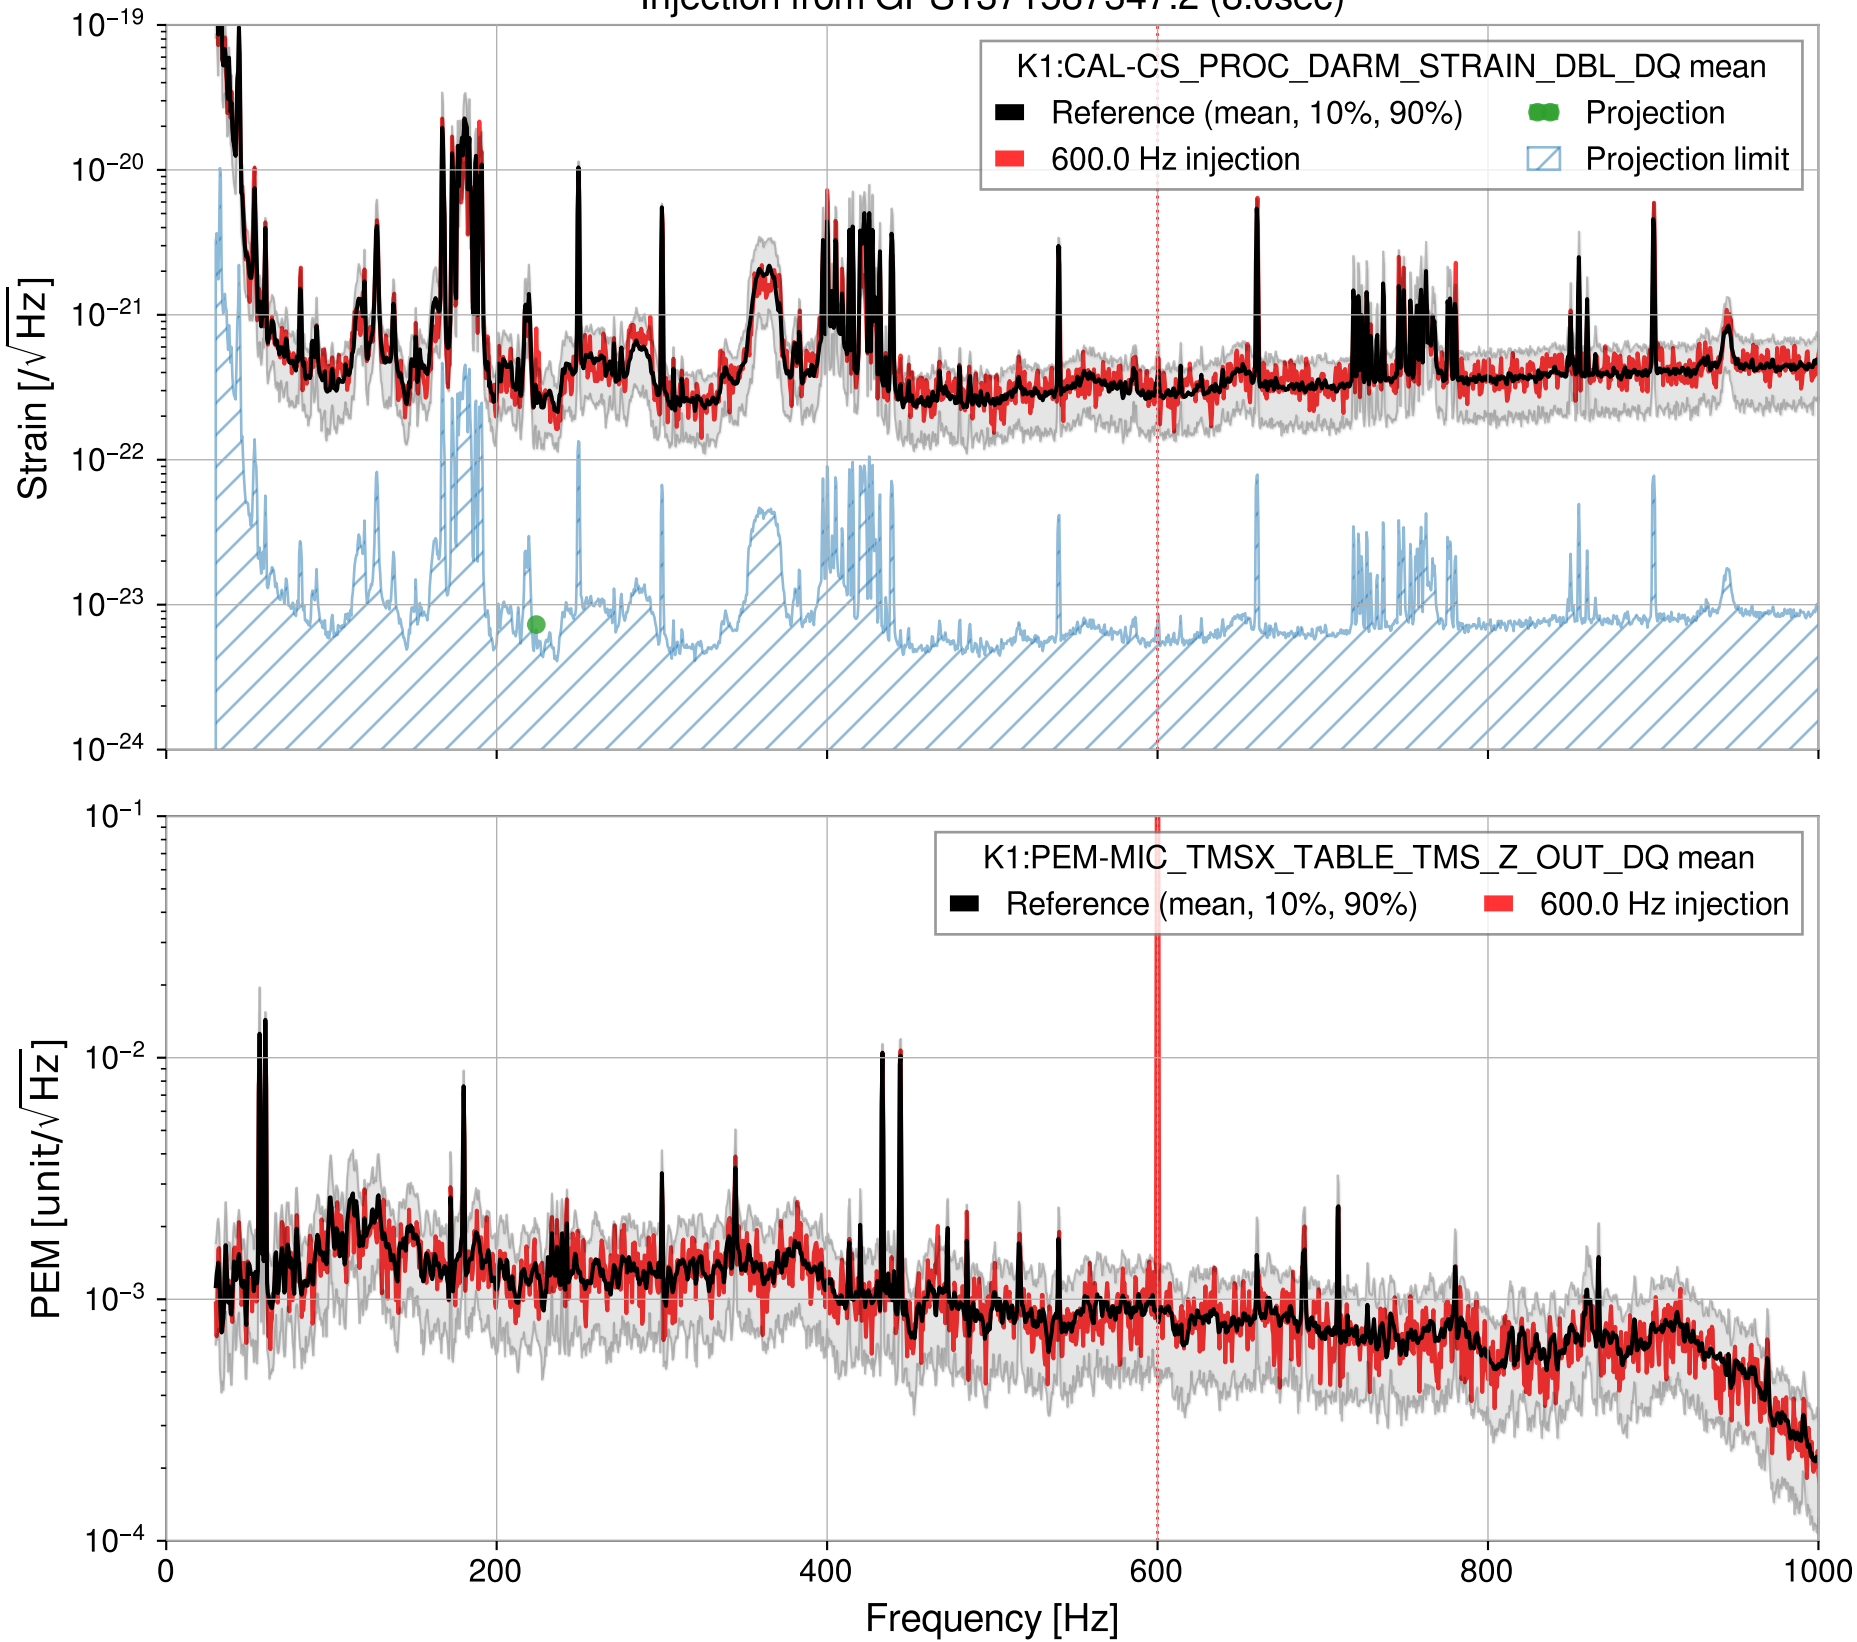 Injection from
10⁻¹⁹
10⁻²⁰
10⁻²¹
10⁻²²
10⁻²³
10⁻²⁴
Strain [/√Hz]
K1:CAL-CS_PROC_DARM_STRAIN_DBL_DQ mean
Reference (mean, 10%, 90%)
600.0 Hz injection
Projection
Projection limit
10⁻¹
10⁻²
10⁻³
10⁻⁴
PEM [unit/√Hz]
K1:PEM-MIC_TMSX_TABLE_TMS_Z_OUT_DQ mean
Reference (mean, 10%, 90%)
600.0 Hz injection
0 200 400 600 800 1000
Frequency [Hz]